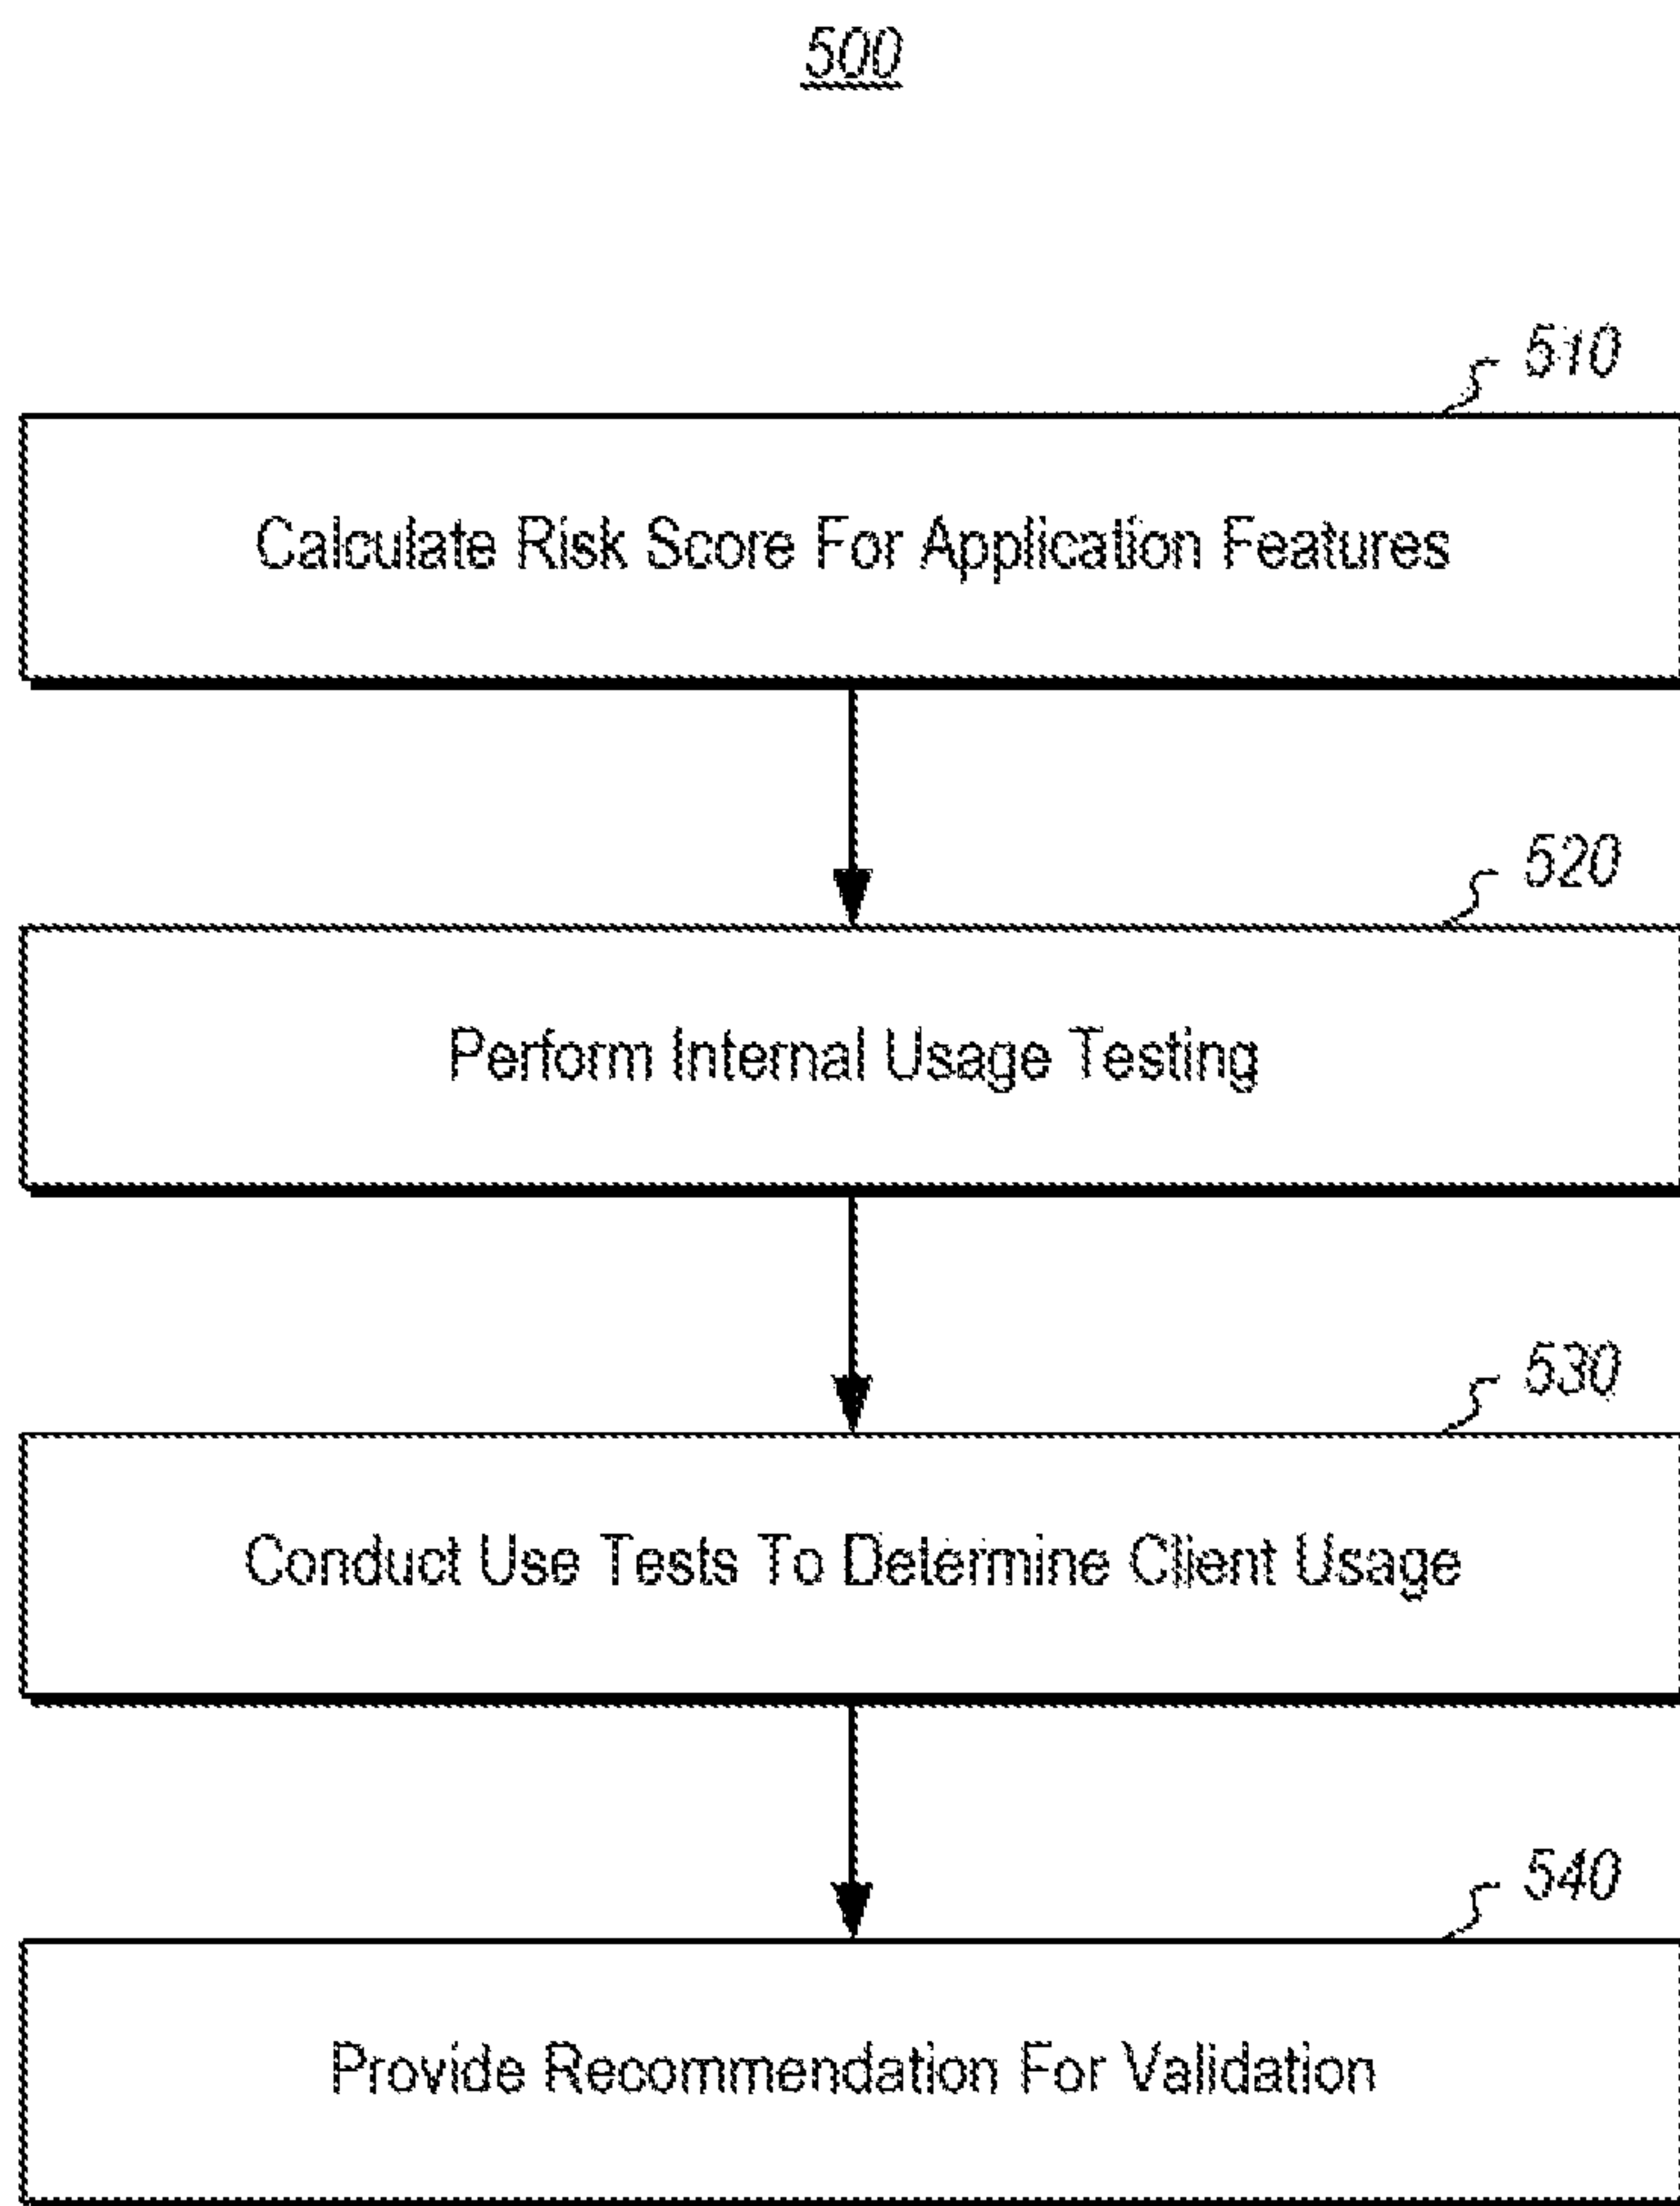 500
510
Calculate Risk Score For Application Features
520
Perform Internal Usage Testing
530
Conduct Use Tests To Determine Client Usage
540
Provide Recommendation For Validation